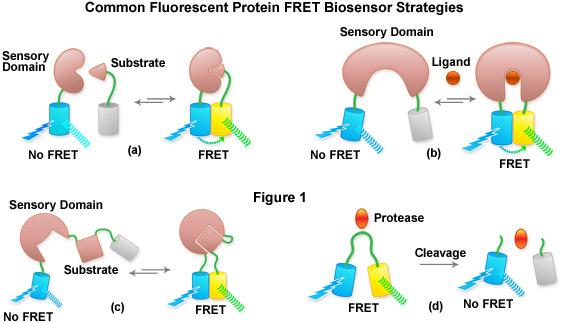 Common Fluorescent Protein FRET Biosensor Strategies
Sensory
Domain
Substrate
No FRET
(a)
FRET
Sensory Domain
Ligand
No FRET
(b)
FRET
Figure 1
Sensory Domain
Substrate
No FRET
(c)
FRET
Protease
Cleavage
FRET
(d)
No FRET